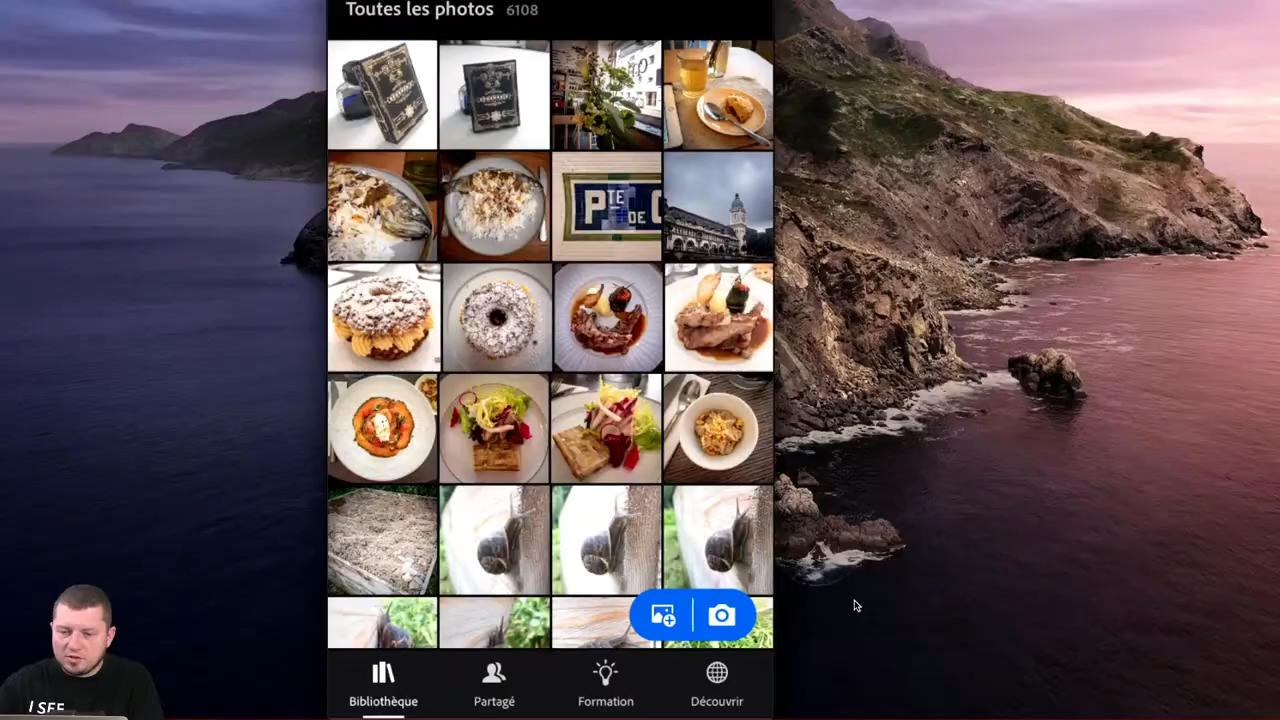 Toutes les photos 6108
PTE
DE C
Bibliothèque Partagé Formation Découvrir
I SEE